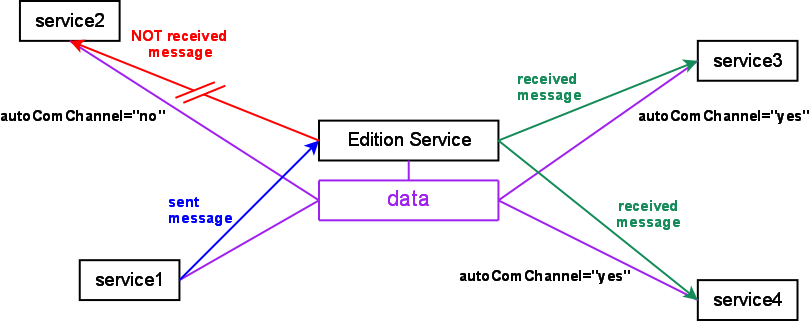 service2
NOT received
message
service3
received
message
autoComChannel="no"
autoComChannel="yes"
Edition Service
data
sent
message
received
message
service1
autoComChannel="yes"
service4